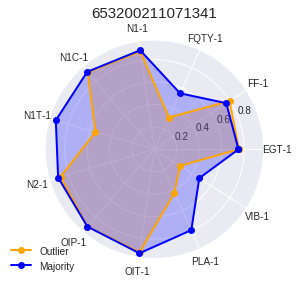 653200211071341
N1-1
FQTY-1
N1C-1
FF-1
0.8
0.6
0.4
0.2
N1T-1
EGT-1
N2-1
VIB-1
OIP-1
PLA-1
OIT-1
Outlier
Majority